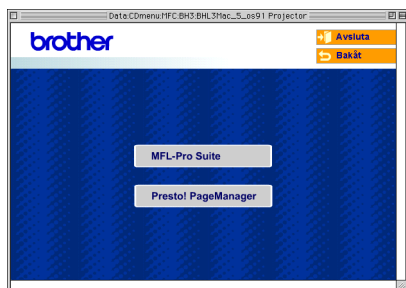 Data:CDmenu:MFC:BH3:BHL3Mac_5_os91 Projector
brother
Avsluta
Bakåt
MFL-Pro Suite
Presto! PageManager